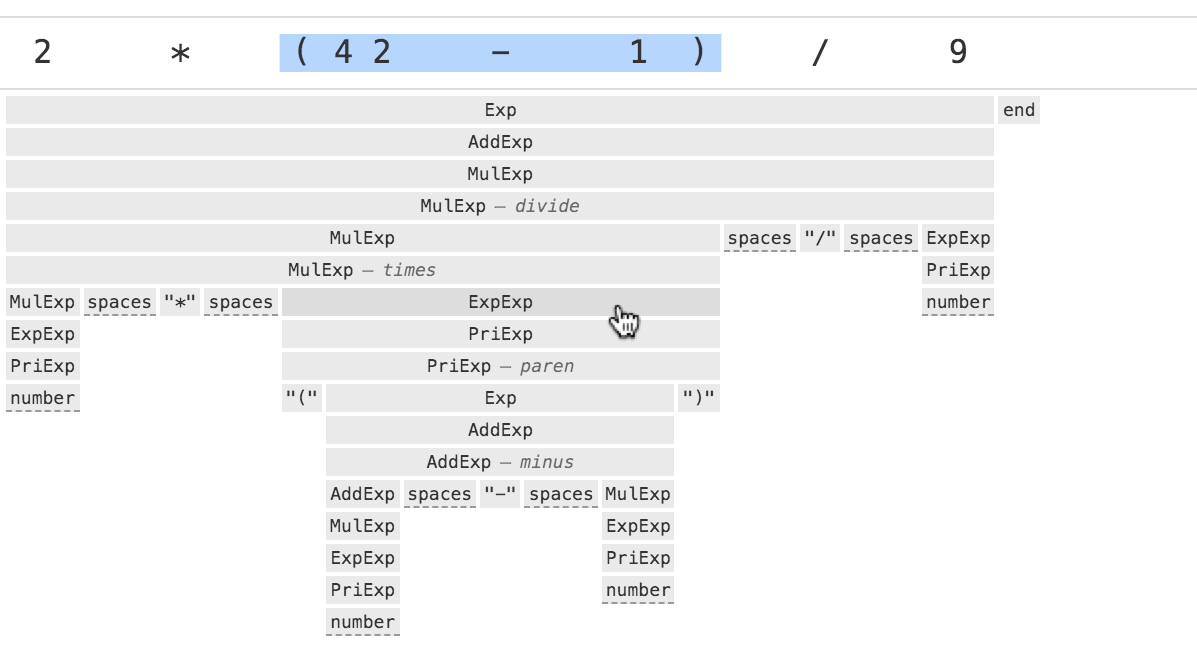 2 * ( 4 2 – 1 ) / 9
Exp end
AddExp
MulExp
MulExp – divide
MulExp spaces "/" spaces ExpExp
MulExp – times PriExp
MulExp spaces "*" spaces ExpExp number
ExpExp PriExp
PriExp PriExp – paren
number "(" Exp ")"
AddExp
AddExp – minus
AddExp spaces "–" spaces MulExp
MulExp ExpExp
ExpExp PriExp
PriExp number
number